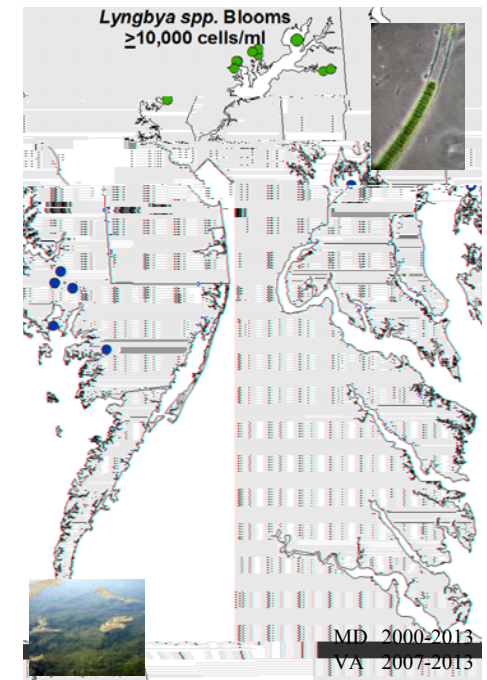 Lyngbya spp. Blooms
≥10,000 cells/ml
MD 2000-2013
VA 2007-2013